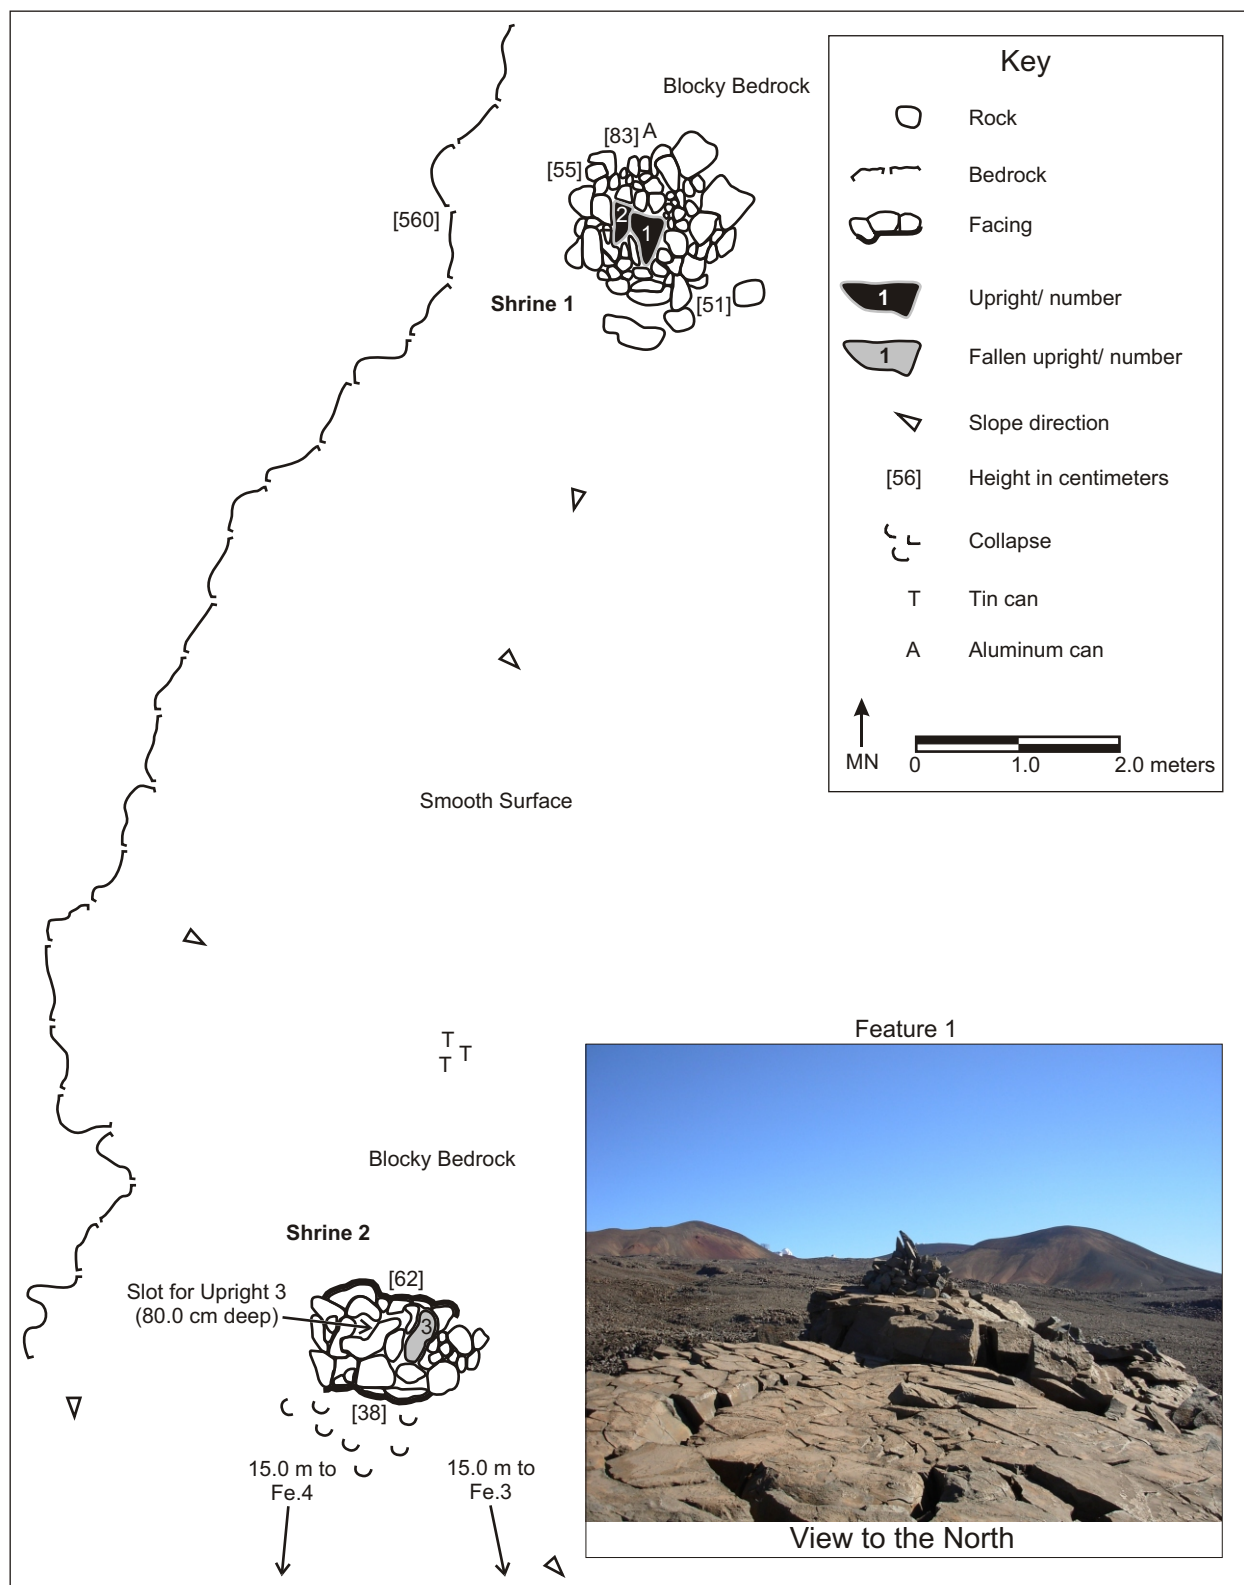 Blocky Bedrock
[83] A
[55]
[560]
2
1
Shrine 1
[51]
Key
Rock
Bedrock
Facing
1
Upright/ number
1
Fallen upright/ number
Slope direction
[56]
Height in centimeters
Collapse
T
Tin can
A
Aluminum can
MN
0
1.0
2.0 meters
Smooth Surface
T
T
T
Blocky Bedrock
Shrine 2
Slot for Upright 3
(80.0 cm deep)
[62]
3
[38]
15.0 m to
Fe.4
15.0 m to
Fe.3
Feature 1
View to the North